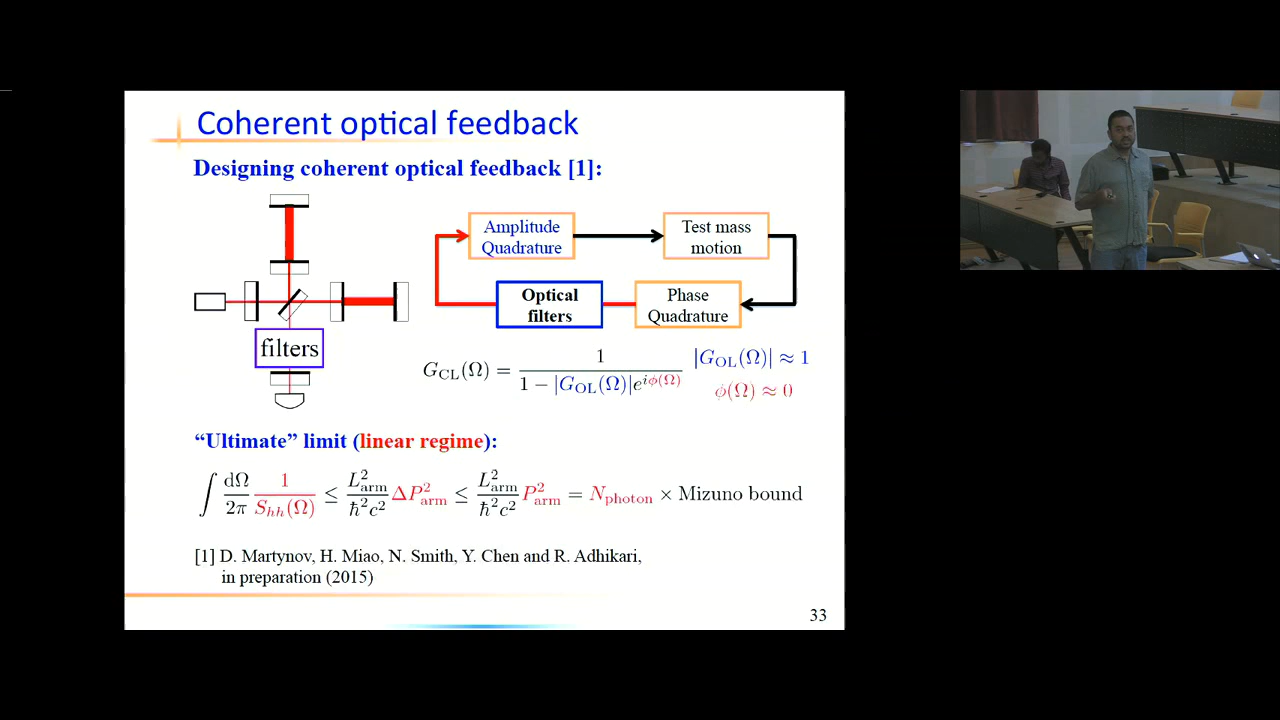 Coherent optical feedback
Designing coherent optical feedback [1]:
filters
Amplitude
Quadrature
Test mass
motion
Optical
filters
Phase
Quadrature
G_CL(Ω) = 1 / (1 − |G_OL(Ω)|e^{iϕ(Ω)})
|G_OL(Ω)| ≈ 1
ϕ(Ω) ≈ 0
“Ultimate” limit (linear regime):
∫ dΩ/2π 1/S_hh(Ω) ≤ L²_arm/ħ²c² ΔP²_arm ≤ L²_arm/ħ²c² P²_arm = N_photon × Mizuno bound
[1] D. Martynov, H. Miao, N. Smith, Y. Chen and R. Adhikari,
in preparation (2015)
33